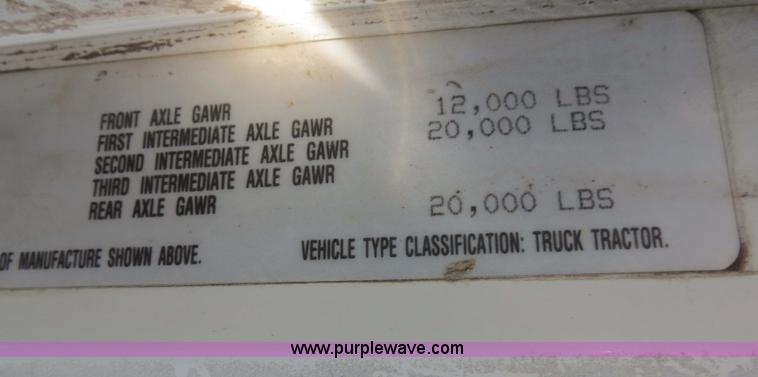 FRONT AXLE GAWR 12,000 LBS
FIRST INTERMEDIATE AXLE GAWR 20,000 LBS
SECOND INTERMEDIATE AXLE GAWR
THIRD INTERMEDIATE AXLE GAWR
REAR AXLE GAWR 20,000 LBS
OF MANUFACTURE SHOWN ABOVE. VEHICLE TYPE CLASSIFICATION: TRUCK TRACTOR.
www.purplewave.com